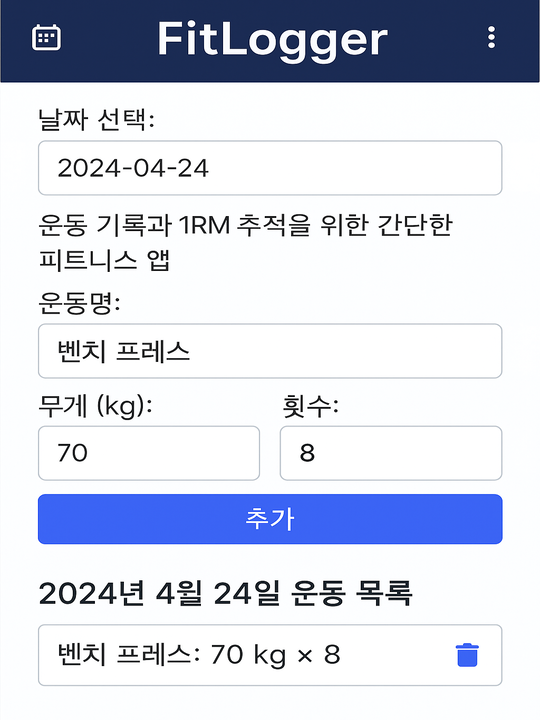 FitLogger
날짜 선택:
2024-04-24
운동 기록과 1RM 추적을 위한 간단한
피트니스 앱
운동명:
벤치 프레스
무게 (kg): 횟수:
70 8
추가
2024년 4월 24일 운동 목록
벤치 프레스: 70 kg × 8